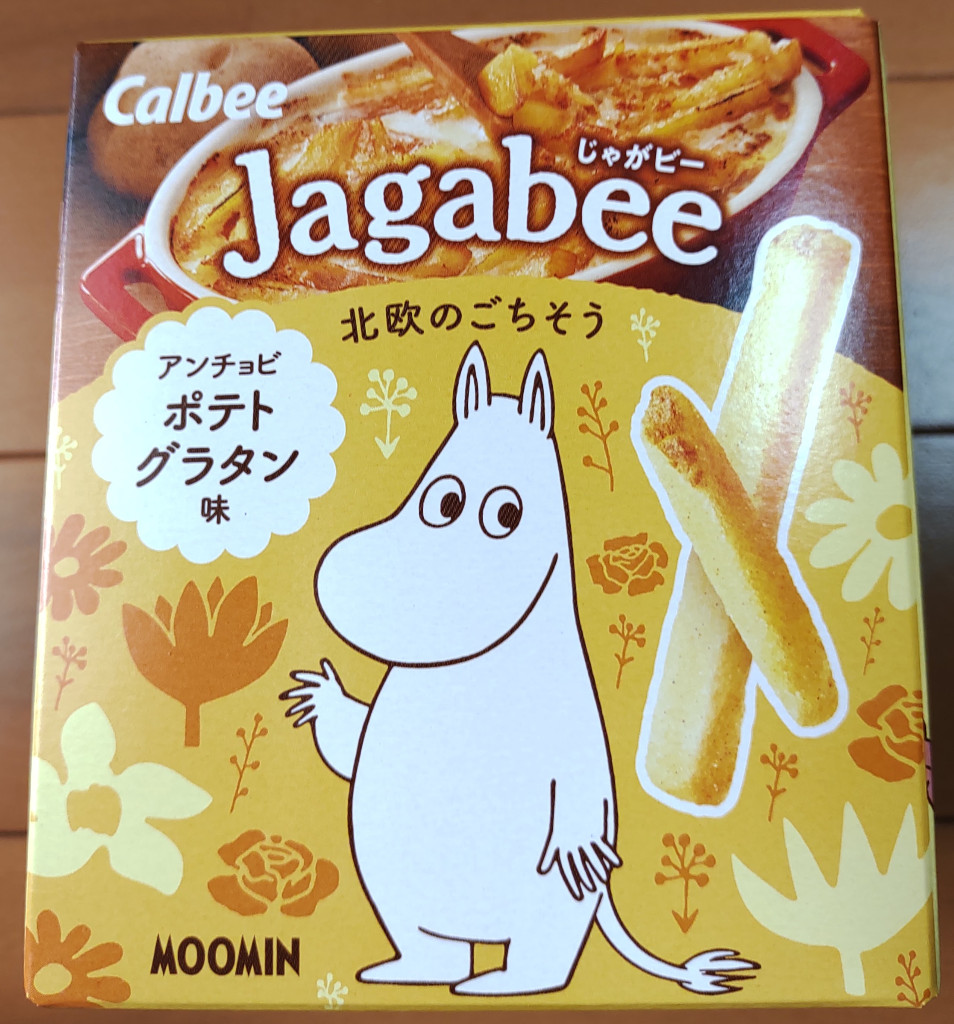 Calbee
じゃがビー
Jagabee
北欧のごちそう
アンチョビ
ポテト
グラタン
味
MOOMIN